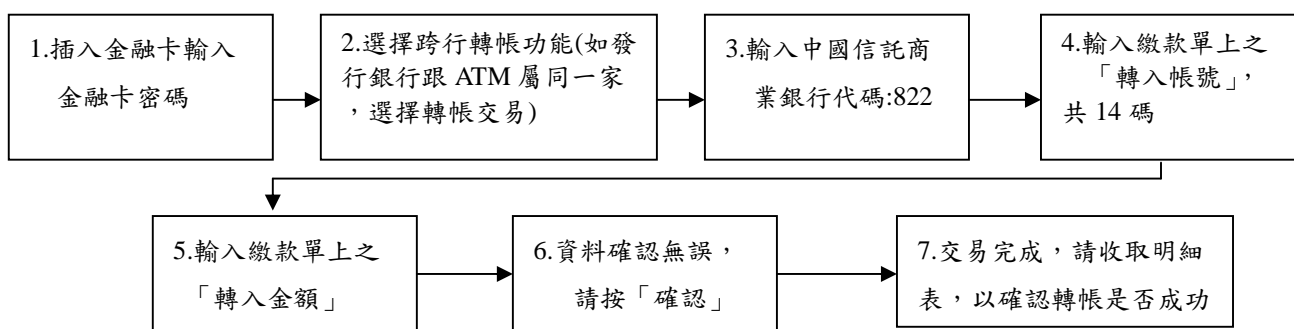 1.插入金融卡輸入
金融卡密碼
2.選擇跨行轉帳功能(如發
行銀行跟 ATM 屬同一家
，選擇轉帳交易)
3.輸入中國信託商
業銀行代碼:822
4.輸入繳款單上之
「轉入帳號」，
共 14 碼
5.輸入繳款單上之
「轉入金額」
6.資料確認無誤，
請按「確認」
7.交易完成，請收取明細
表，以確認轉帳是否成功